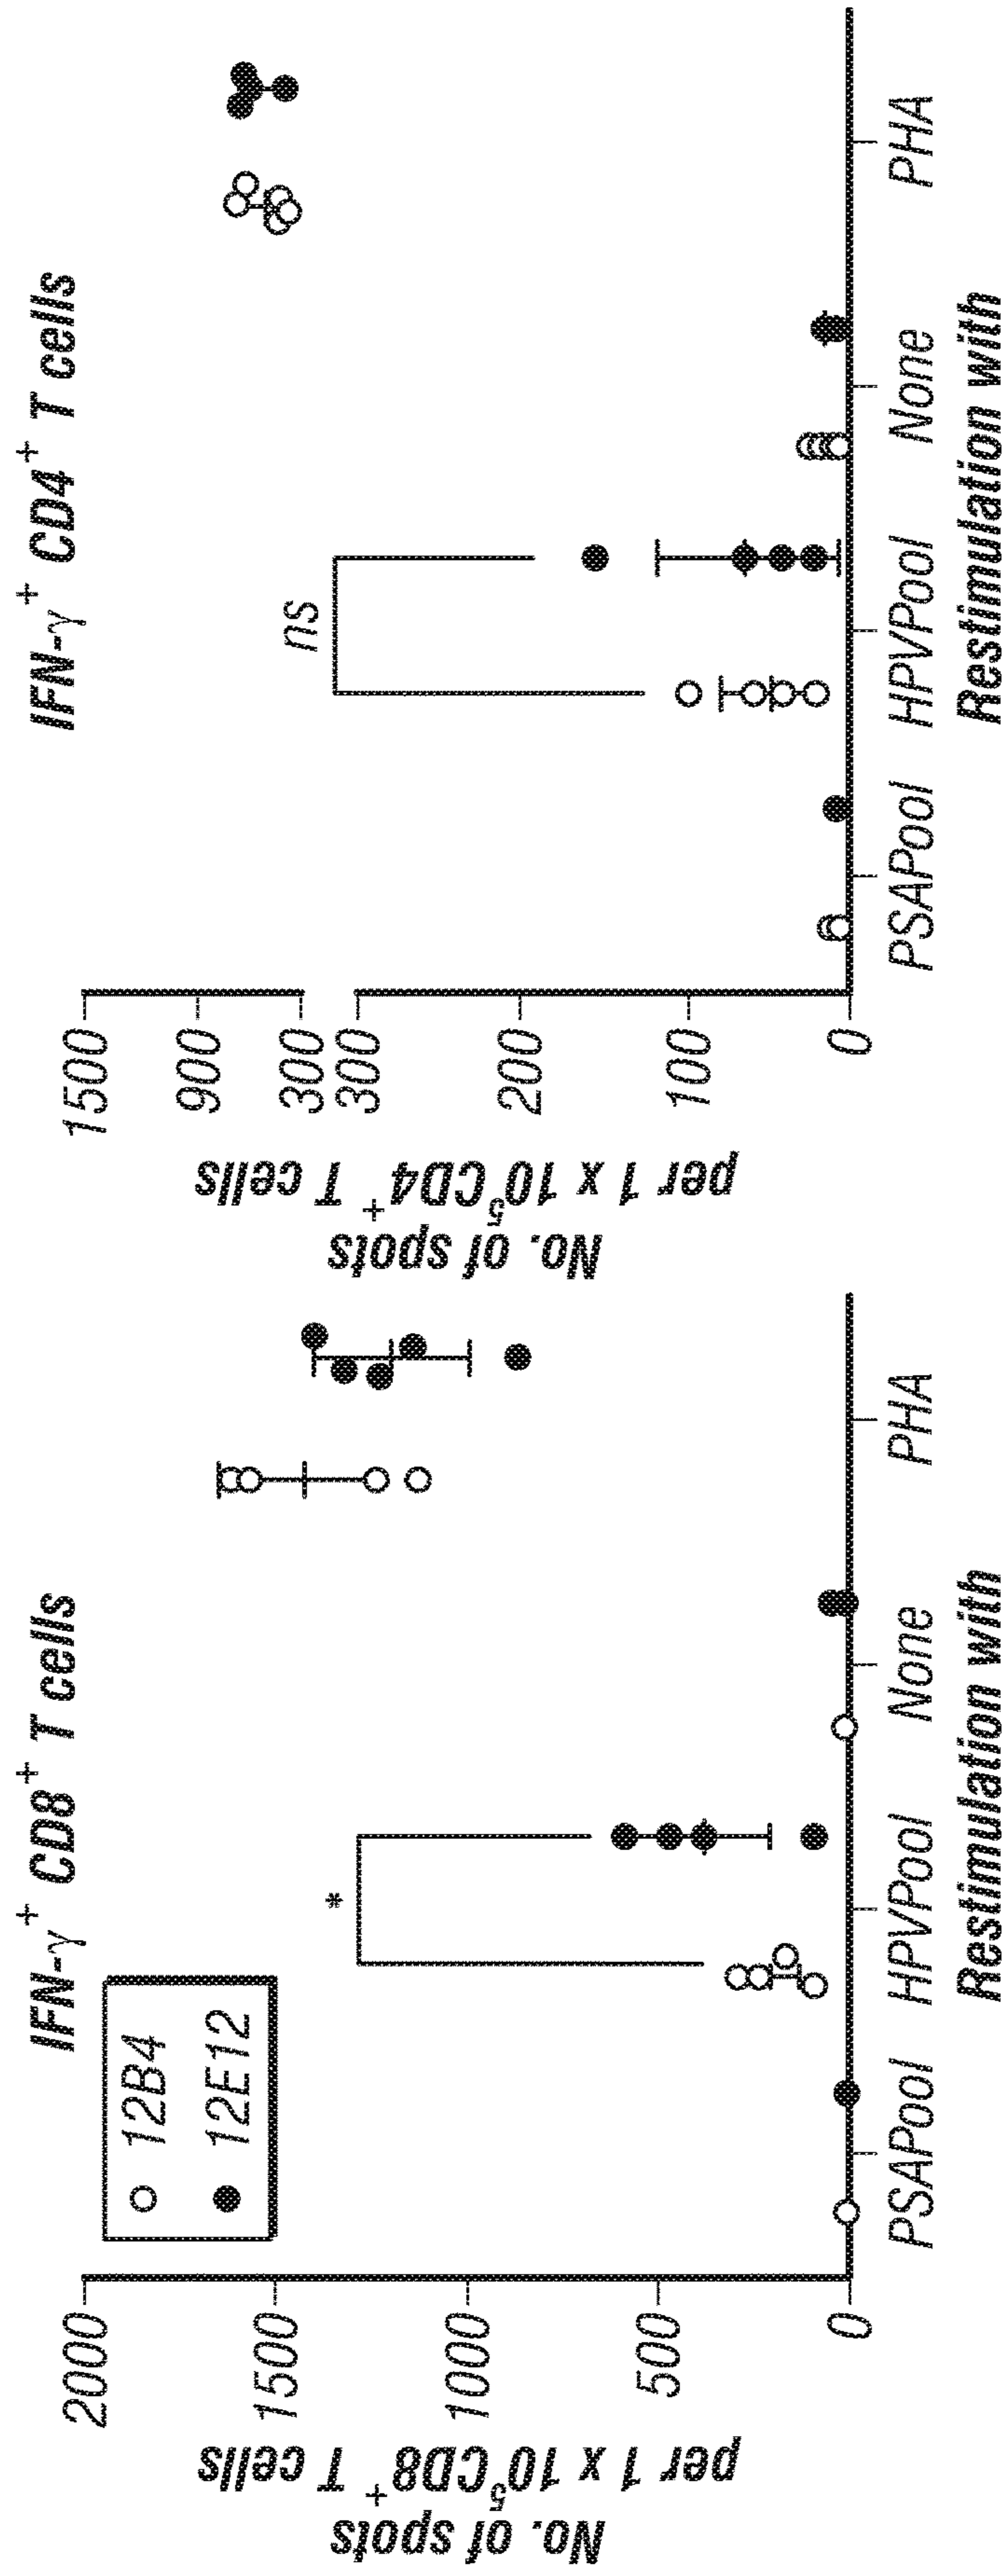 IFN-γ+ CD8+ T cells
No. of spots
per 1 x 10^5 CD8+ T cells
2000
1500
1000
500
0
12B4
12E12
*
PSAPool HPVPool None PHA
Restimulation with
IFN-γ+ CD4+ T cells
No. of spots
per 1 x 10^5 CD4+ T cells
1500
900
300
300
200
100
0
ns
PSAPool HPVPool None PHA
Restimulation with